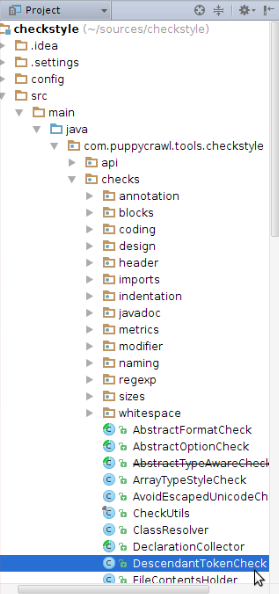 Project
checkstyle (~/sources/checkstyle)
.idea
.settings
config
src
main
java
com.puppycrawl.tools.checkstyle
api
checks
annotation
blocks
coding
design
header
imports
indentation
javadoc
metrics
modifier
naming
regexp
sizes
whitespace
AbstractFormatCheck
AbstractOptionCheck
AbstractTypeAwareCheck
ArrayTypeStyleCheck
AvoidEscapedUnicodeCh
CheckUtils
ClassResolver
DeclarationCollector
DescendantTokenCheck
FileContentsHolder